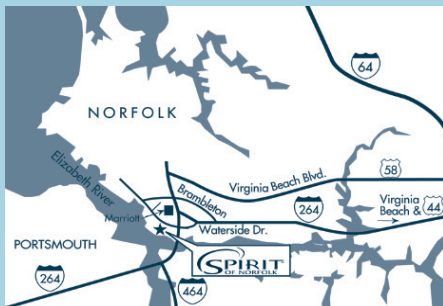 64
NORFOLK
Elizabeth River
58
Virginia Beach Blvd.
Brambleton
Virginia
Beach &
44
264
Marriott
Waterside Dr.
PORTSMOUTH
SPIRIT
OF NORFOLK
264
464